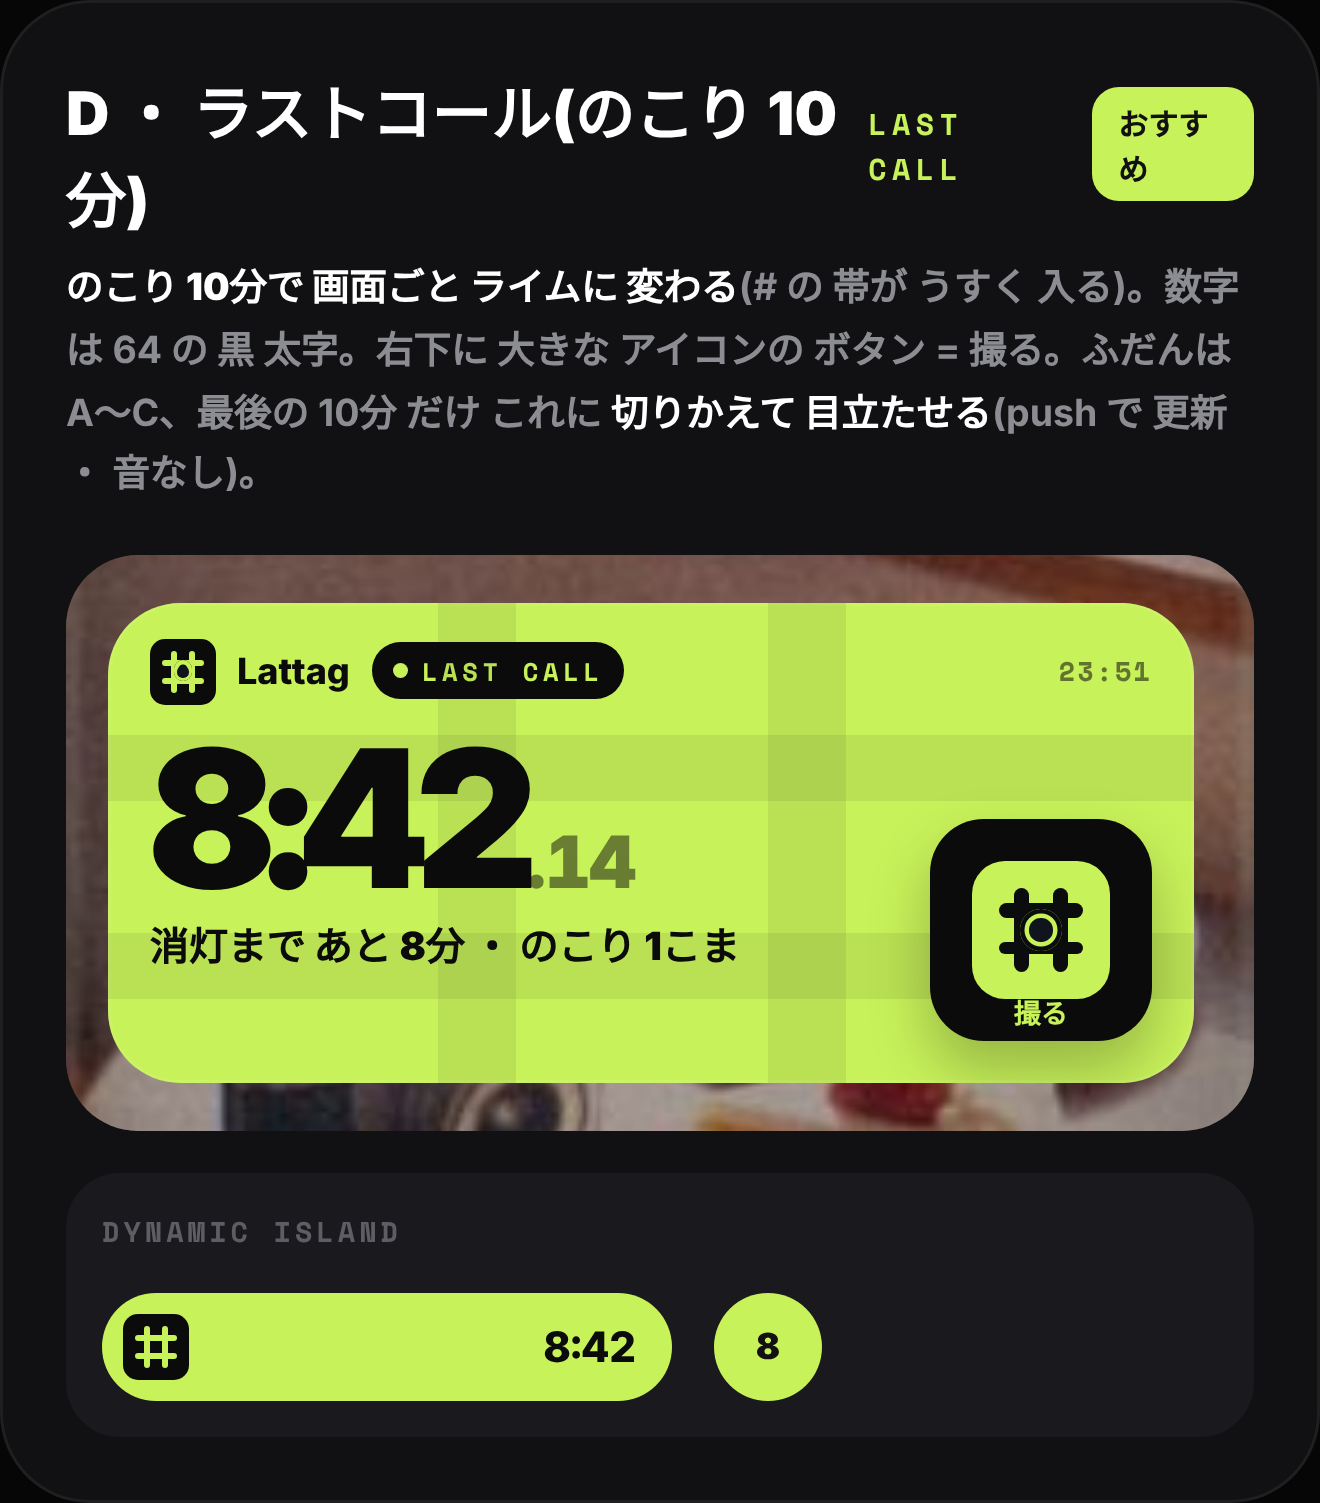 D ・ ラストコール(のこり 10
分)
LAST
CALL
おすす
め
のこり 10分で 画面ごと ライムに 変わる(# の 帯が うすく 入る)。数字
は 64 の 黒 太字。右下に 大きな アイコンの ボタン = 撮る。ふだんは
A〜C、最後の 10分 だけ これに 切りかえて 目立たせる(push で 更新
・ 音なし)。
Lattag
LAST CALL
23:51
8:42.14
消灯まで あと 8分 ・ のこり 1こま
撮る
DYNAMIC ISLAND
8:42
8